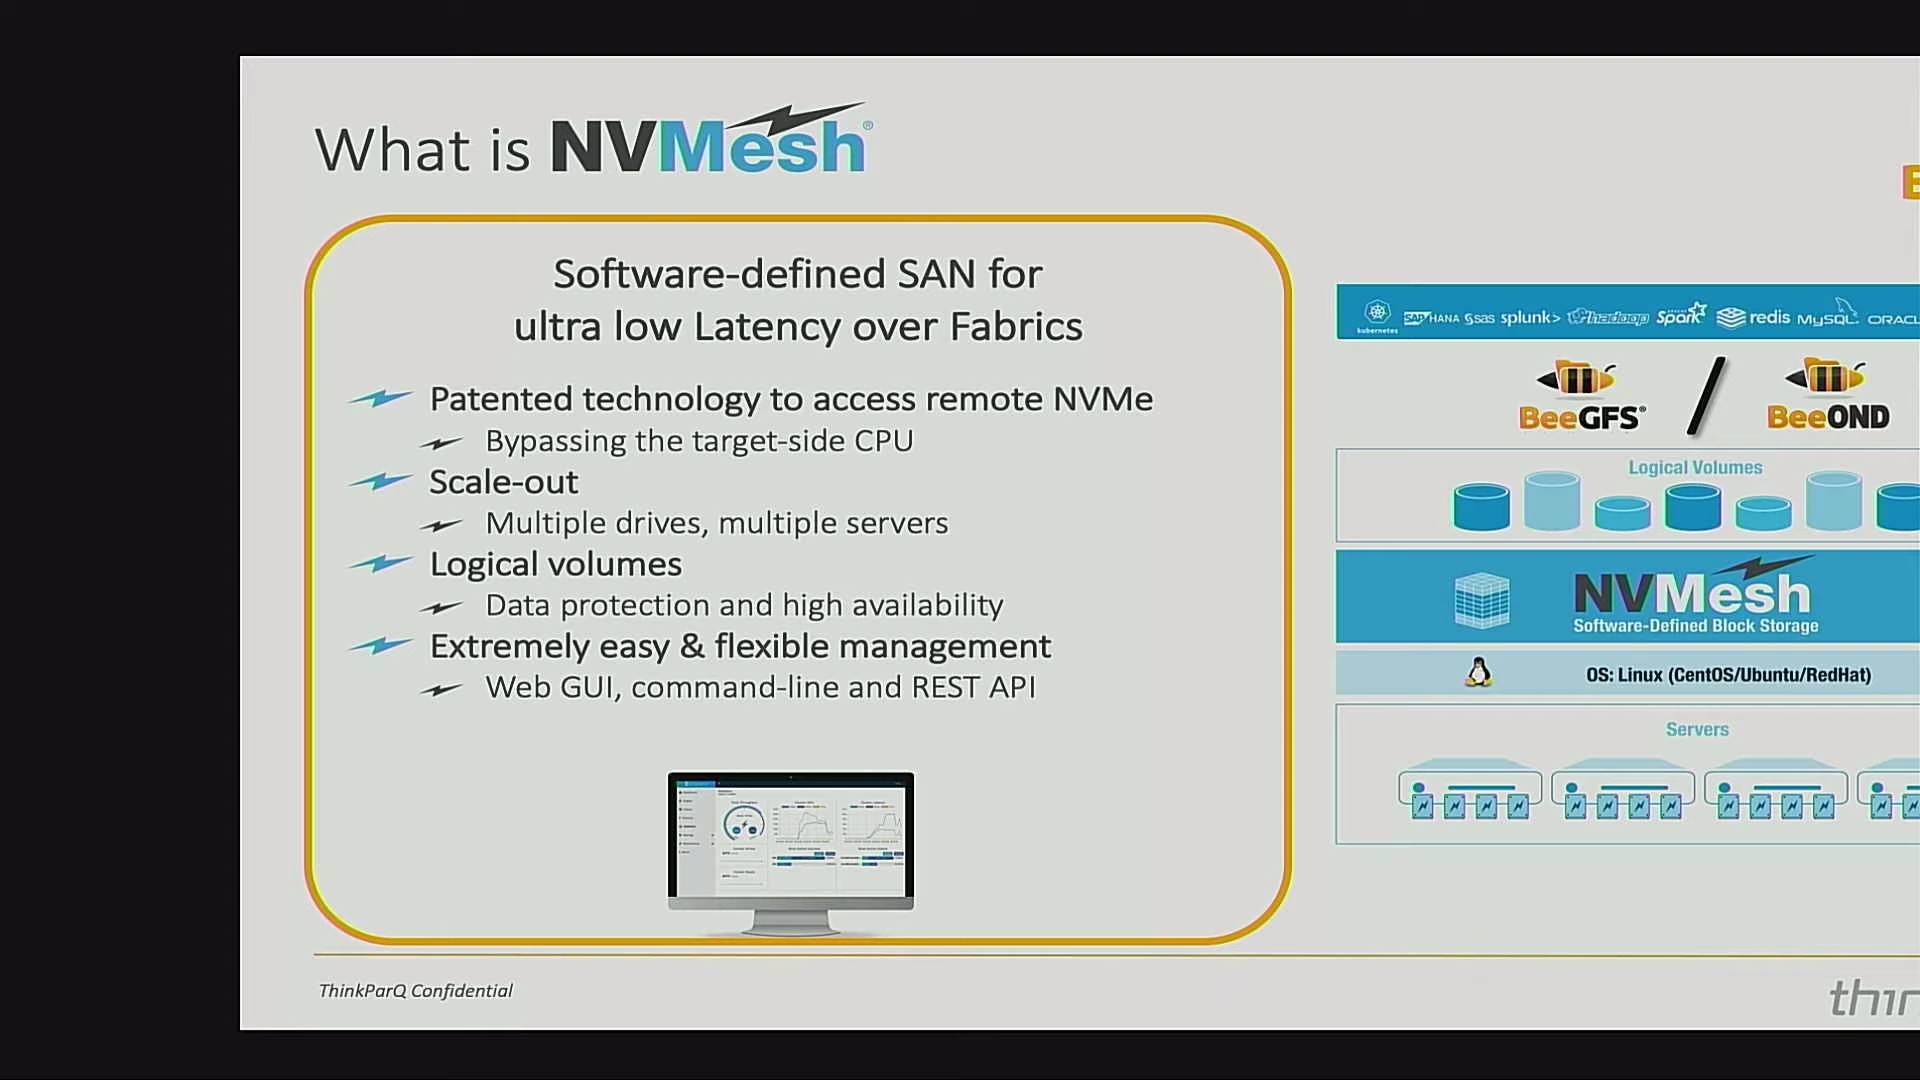 What is NVMesh®
Software-defined SAN for
ultra low Latency over Fabrics
Patented technology to access remote NVMe
Bypassing the target-side CPU
Scale-out
Multiple drives, multiple servers
Logical volumes
Data protection and high availability
Extremely easy & flexible management
Web GUI, command-line and REST API
kubernetes SAP HANA sas splunk> hadoop Spark redis MySQL
BeeGFS® / BeeOND
Logical Volumes
NVMesh
Software-Defined Block Storage
OS: Linux (CentOS/Ubuntu/RedHat)
Servers
ThinkParQ Confidential